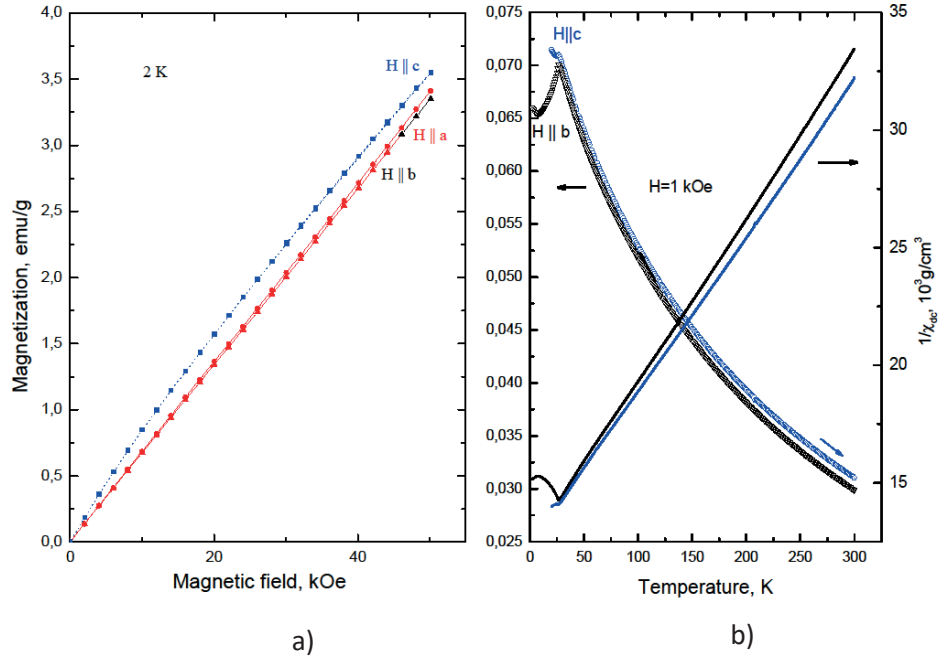 4,0
3,5
3,0
2,5
2,0
1,5
1,0
0,5
0,0
0
20
40
Magnetization, emu/g
Magnetic field, kOe
2 K
H || c
H || a
H || b
a)
0,075
0,070
0,065
0,060
0,055
0,050
0,045
0,040
0,035
0,030
0,025
H||c
H || b
H=1 kOe
0
50
100
150
200
250
300
Temperature, K
35
30
25
20
15
1/χdc, 10³g/cm³
b)